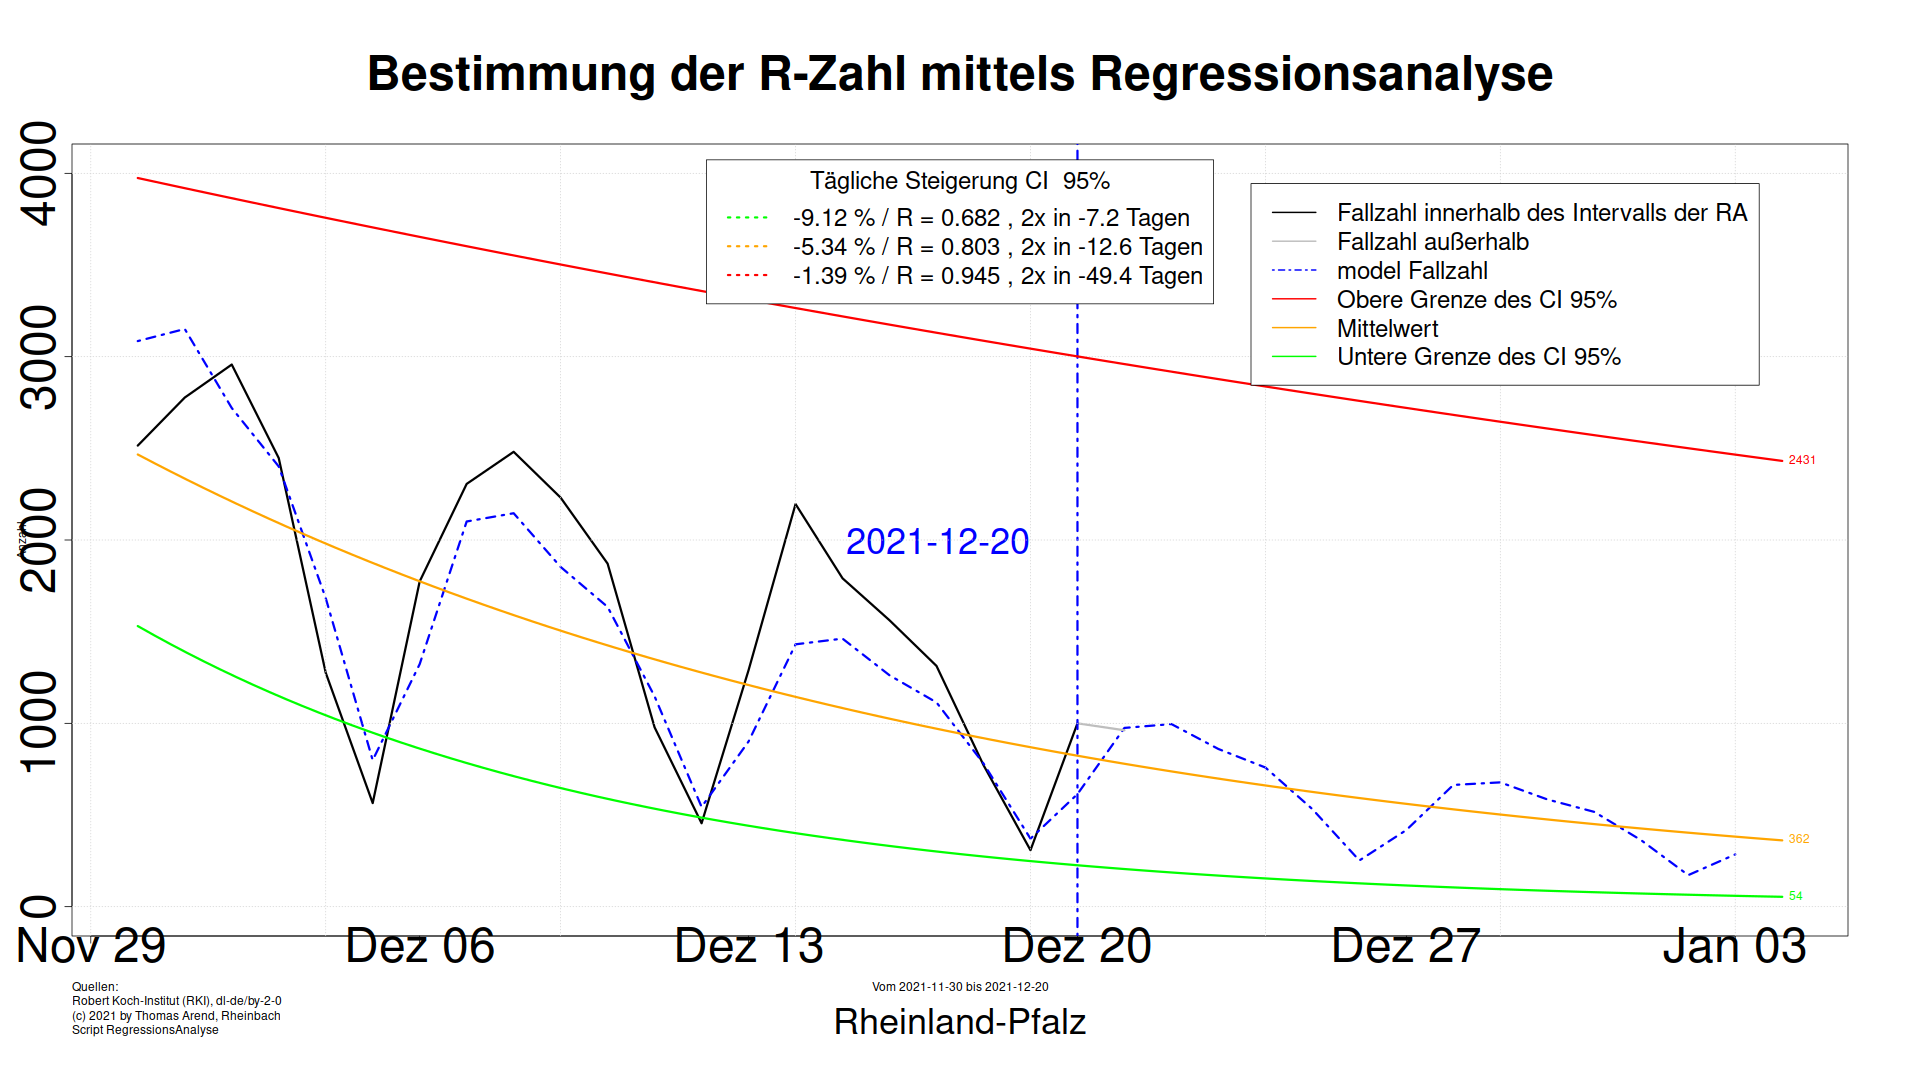 Bestimmung der R-Zahl mittels Regressionsanalyse
Anzahl
4000
3000
2000
1000
0
Tägliche Steigerung CI 95%
-9.12 % / R = 0.682 , 2x in -7.2 Tagen
-5.34 % / R = 0.803 , 2x in -12.6 Tagen
-1.39 % / R = 0.945 , 2x in -49.4 Tagen
Fallzahl innerhalb des Intervalls der RA
Fallzahl außerhalb
model Fallzahl
Obere Grenze des CI 95%
Mittelwert
Untere Grenze des CI 95%
2021-12-20
2431
362
54
Nov 29 Dez 06 Dez 13 Dez 20 Dez 27 Jan 03
Vom 2021-11-30 bis 2021-12-20
Rheinland-Pfalz
Quellen:
Robert Koch-Institut (RKI), dl-de/by-2-0
(c) 2021 by Thomas Arend, Rheinbach
Script RegressionsAnalyse